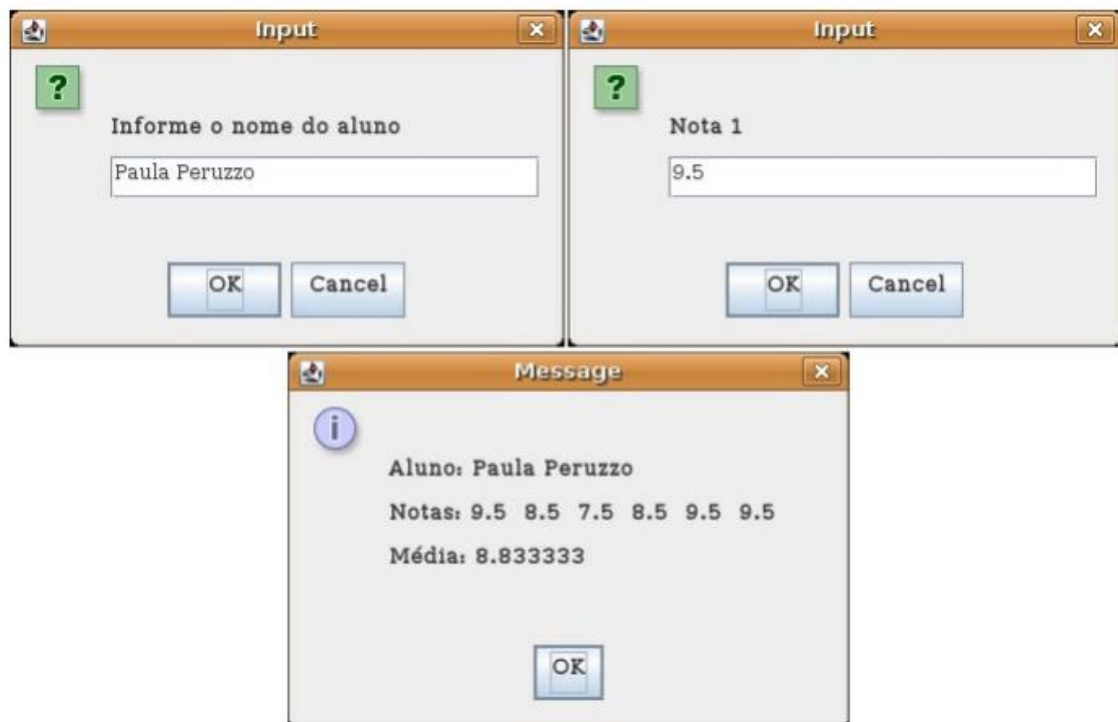 Input
Informe o nome do aluno
Paula Peruzzo
OK Cancel
Input
Nota 1
9.5
OK Cancel
Message
Aluno: Paula Peruzzo
Notas: 9.5 8.5 7.5 8.5 9.5 9.5
Média: 8.833333
OK